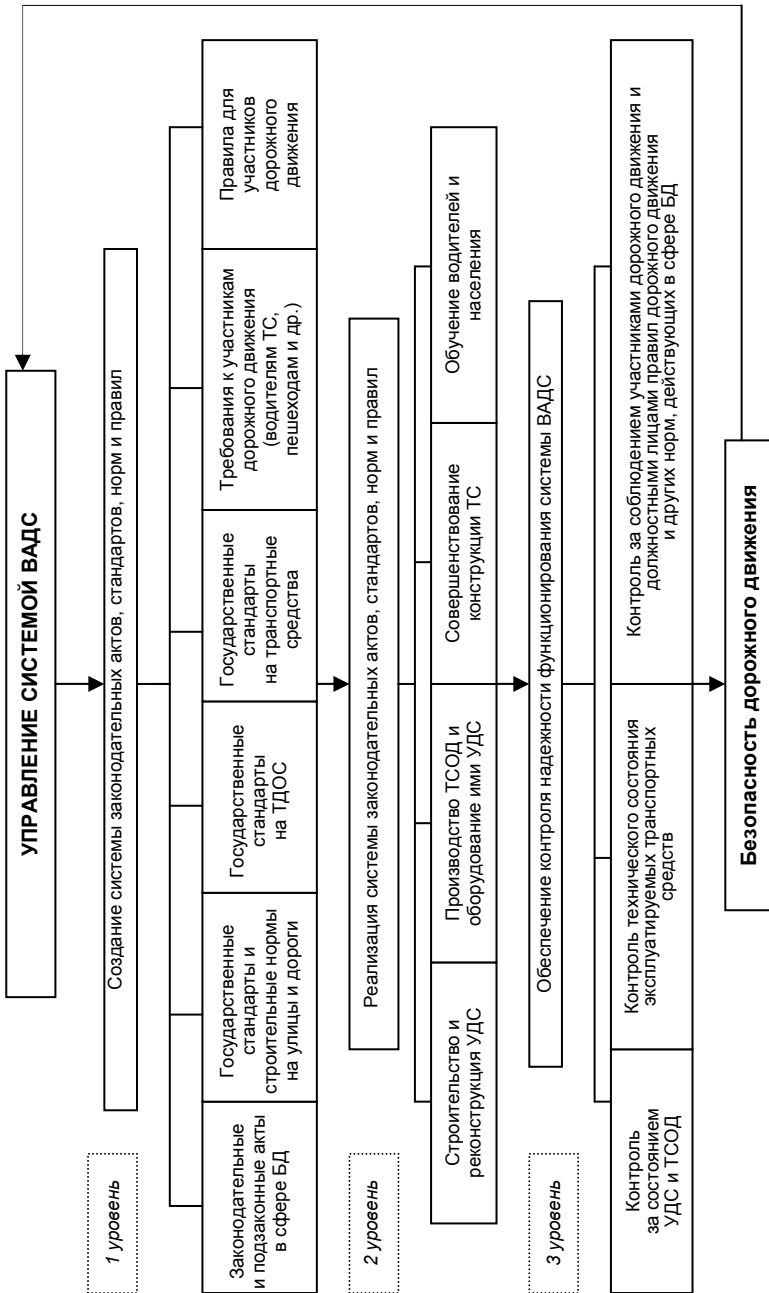 УПРАВЛЕНИЕ СИСТЕМОЙ ВАДС
1 уровень
Создание системы законодательных актов, стандартов, норм и правил
Законодательные
и подзаконные акты
в сфере БД
Государственные
стандарты и
строительные нормы
на улицы и дороги
Государственные
стандарты
на ТДОС
Государственные
стандарты
на транспортные
средства
Требования к участникам
дорожного движения
(водителям ТС,
пешеходам и др.)
Правила для
участников
дорожного
движения
2 уровень
Реализация системы законодательных актов, стандартов, норм и правил
Строительство и
реконструкция УДС
Производство ТСОД и
оборудование ими УДС
Совершенствование
конструкции ТС
Обучение водителей и
населения
3 уровень
Обеспечение контроля надежности функционирования системы ВАДС
Контроль
за состоянием
УДС и ТСОД
Контроль технического состояния
эксплуатируемых транспортных
средств
Контроль за соблюдением участниками дорожного движения и
должностными лицами правил дорожного движения
и других норм, действующих в сфере БД
Безопасность дорожного движения